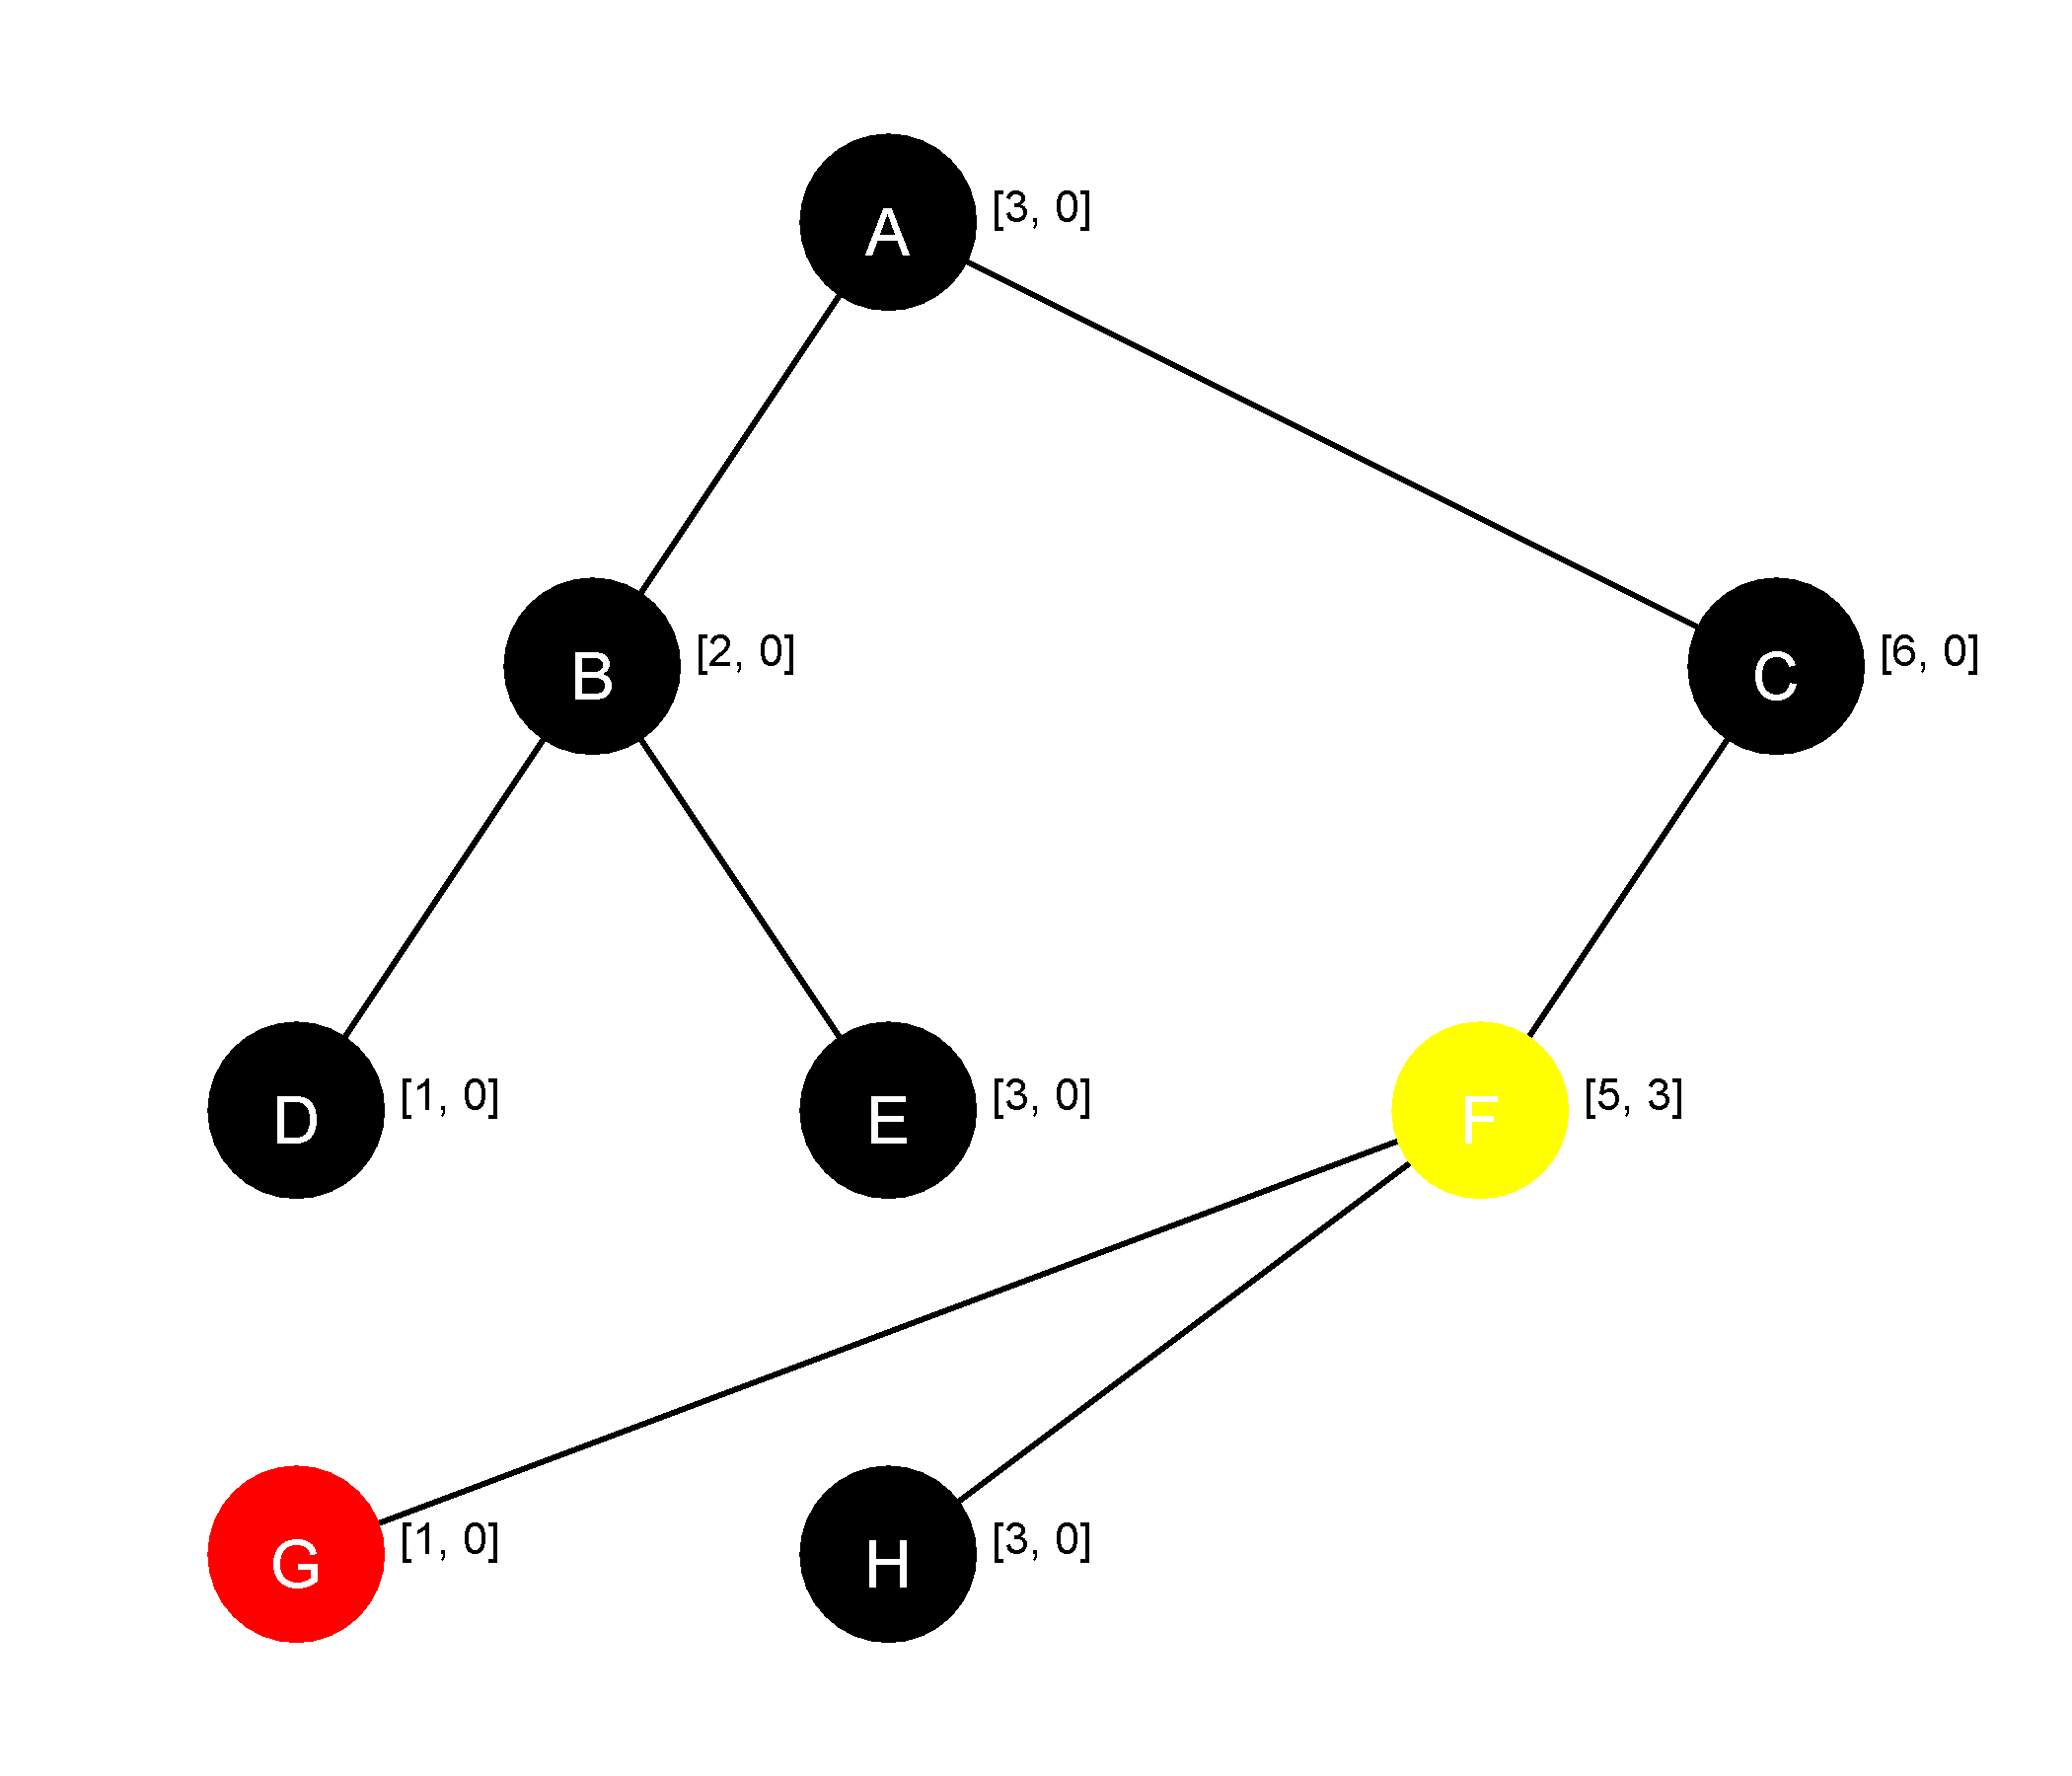 A [3, 0]
B [2, 0]
C [6, 0]
D [1, 0]
E [3, 0]
F [5, 3]
G [1, 0]
H [3, 0]